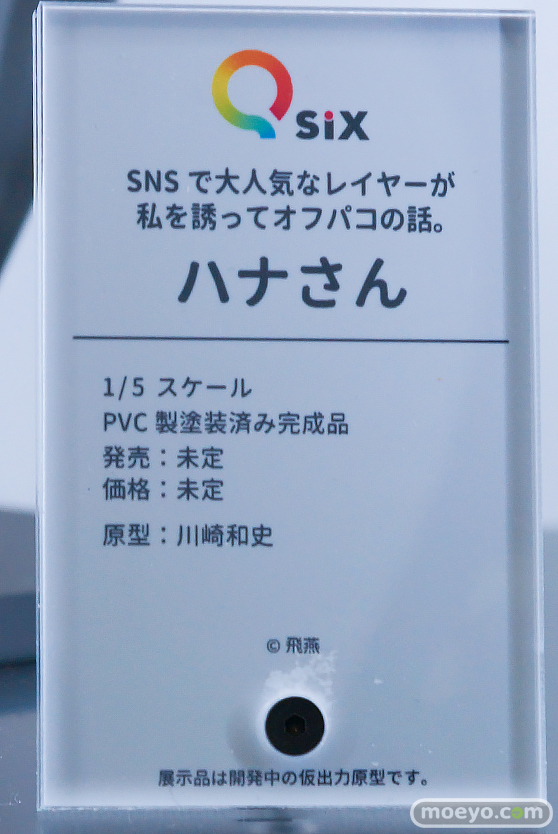 Q siX
SNS で大人気なレイヤーが
私を誘ってオフパコの話。
ハナさん
1/5 スケール
PVC 製塗装済み完成品
発売：未定
価格：未定
原型：川崎和史
© 飛燕
展示品は開発中の仮出力原型です。
moeyo.com